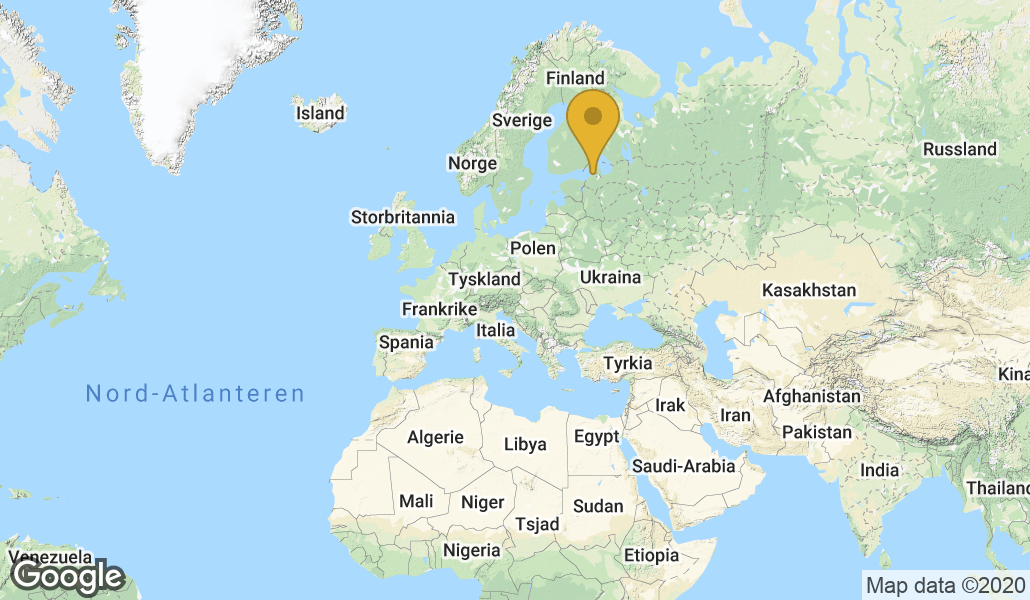 Finland
Island
Sverige
Russland
Norge
Storbritannia
Polen
Tyskland
Ukraina
Kasakhstan
Frankrike
Italia
Spania
Tyrkia
Kina
Nord-Atlanteren
Afghanistan
Irak
Iran
Pakistan
Algerie
Libya
Egypt
Saudi-Arabia
India
Thailand
Mali
Niger
Sudan
Tsjad
Nigeria
Etiopia
Venezuela
Google
Map data ©2020